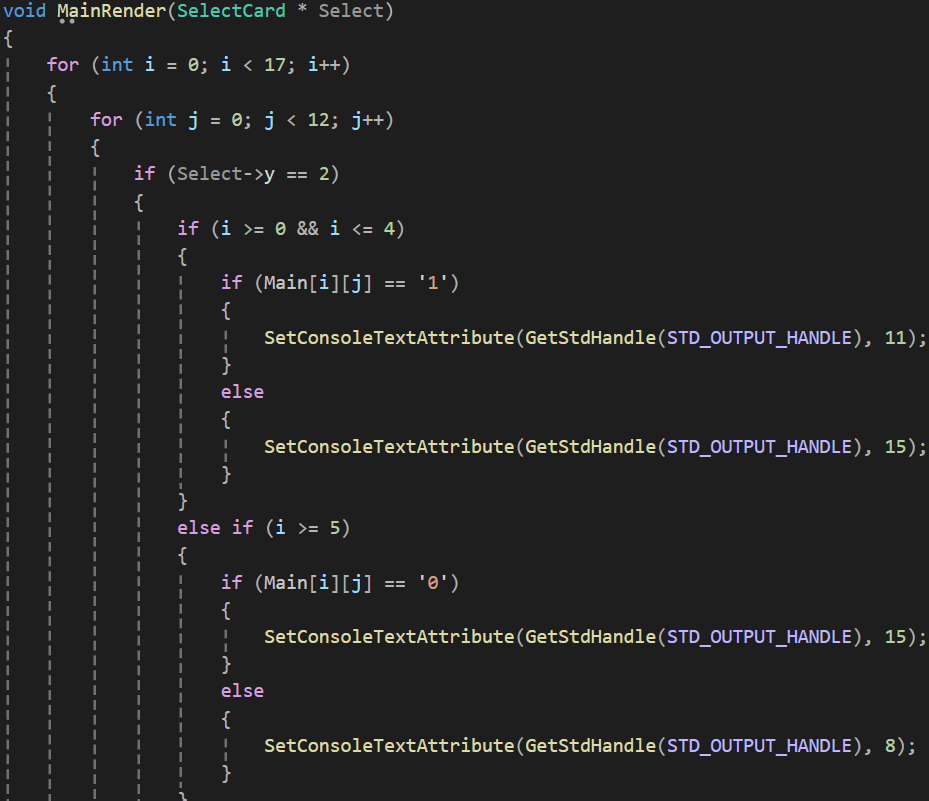 void MainRender(SelectCard * Select)
{
for (int i = 0; i < 17; i++)
{
for (int j = 0; j < 12; j++)
{
if (Select->y == 2)
{
if (i >= 0 && i <= 4)
{
if (Main[i][j] == '1')
{
SetConsoleTextAttribute(GetStdHandle(STD_OUTPUT_HANDLE), 11);
}
else
{
SetConsoleTextAttribute(GetStdHandle(STD_OUTPUT_HANDLE), 15);
}
}
else if (i >= 5)
{
if (Main[i][j] == '0')
{
SetConsoleTextAttribute(GetStdHandle(STD_OUTPUT_HANDLE), 15);
}
else
{
SetConsoleTextAttribute(GetStdHandle(STD_OUTPUT_HANDLE), 8);
}
}